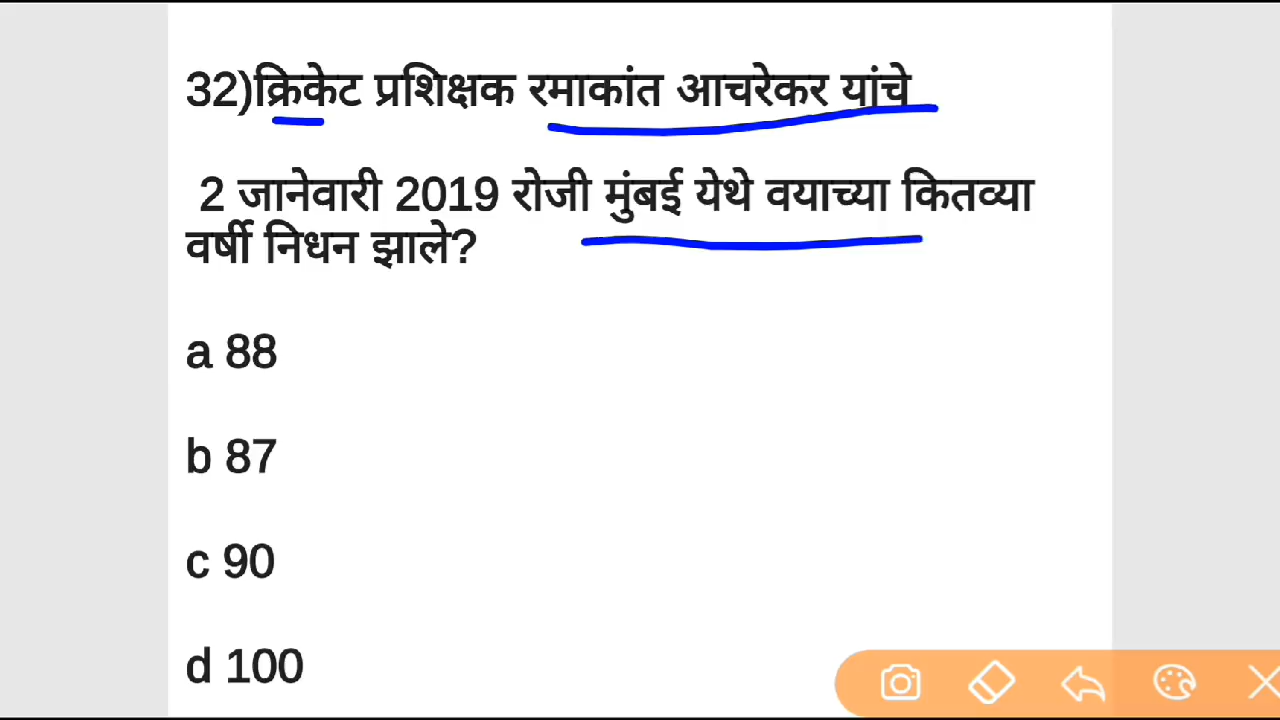 32)क्रिकेट प्रशिक्षक रमाकांत आचरेकर यांचे
2 जानेवारी 2019 रोजी मुंबई येथे वयाच्या कितव्या
वर्षी निधन झाले?
a 88
b 87
c 90
d 100